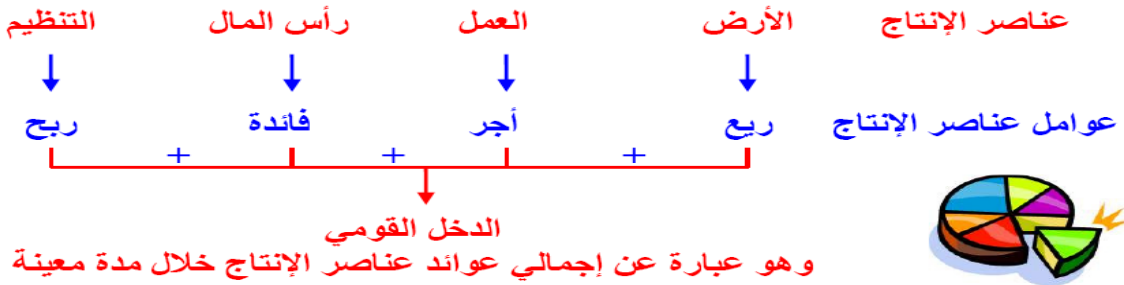 عناصر الإنتاج الأرض العمل رأس المال التنظيم
عوامل عناصر الإنتاج ريع أجر فائدة ربح
+ + +
الدخل القومي
وهو عبارة عن إجمالي عوائد عناصر الإنتاج خلال مدة معينة